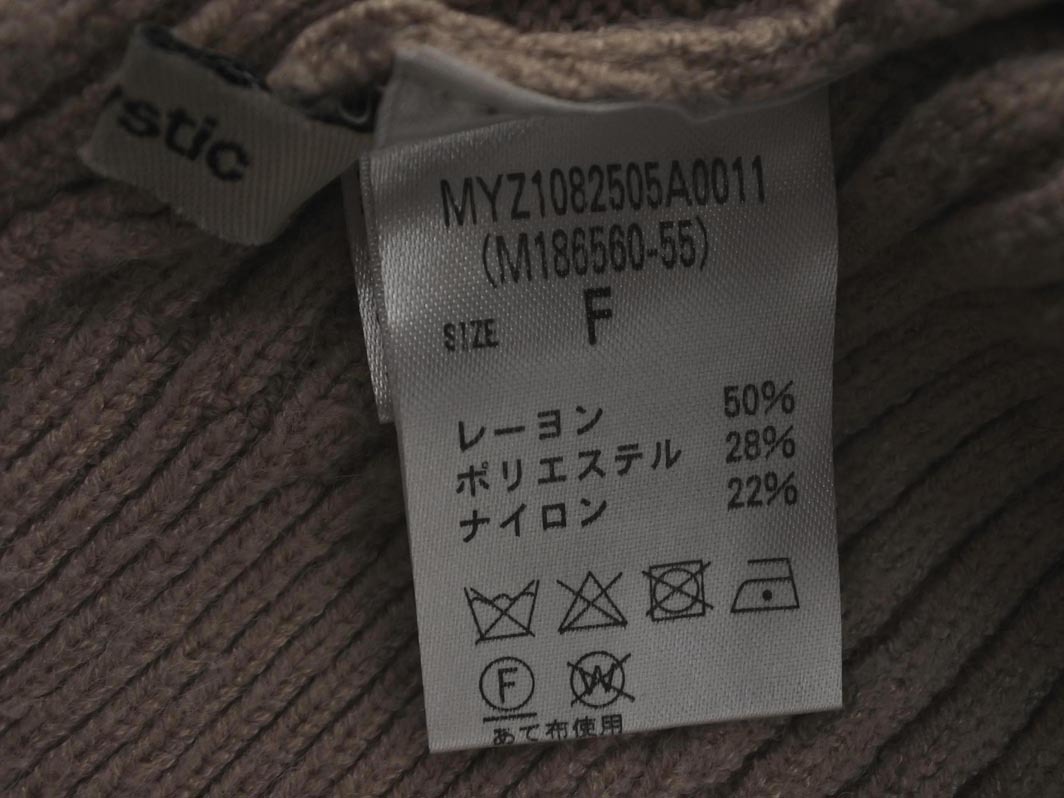 stic
MYZ1082505A0011
(M186560-55)
SIZE F
レーヨン 50%
ポリエステル 28%
ナイロン 22%
F W
あて布使用